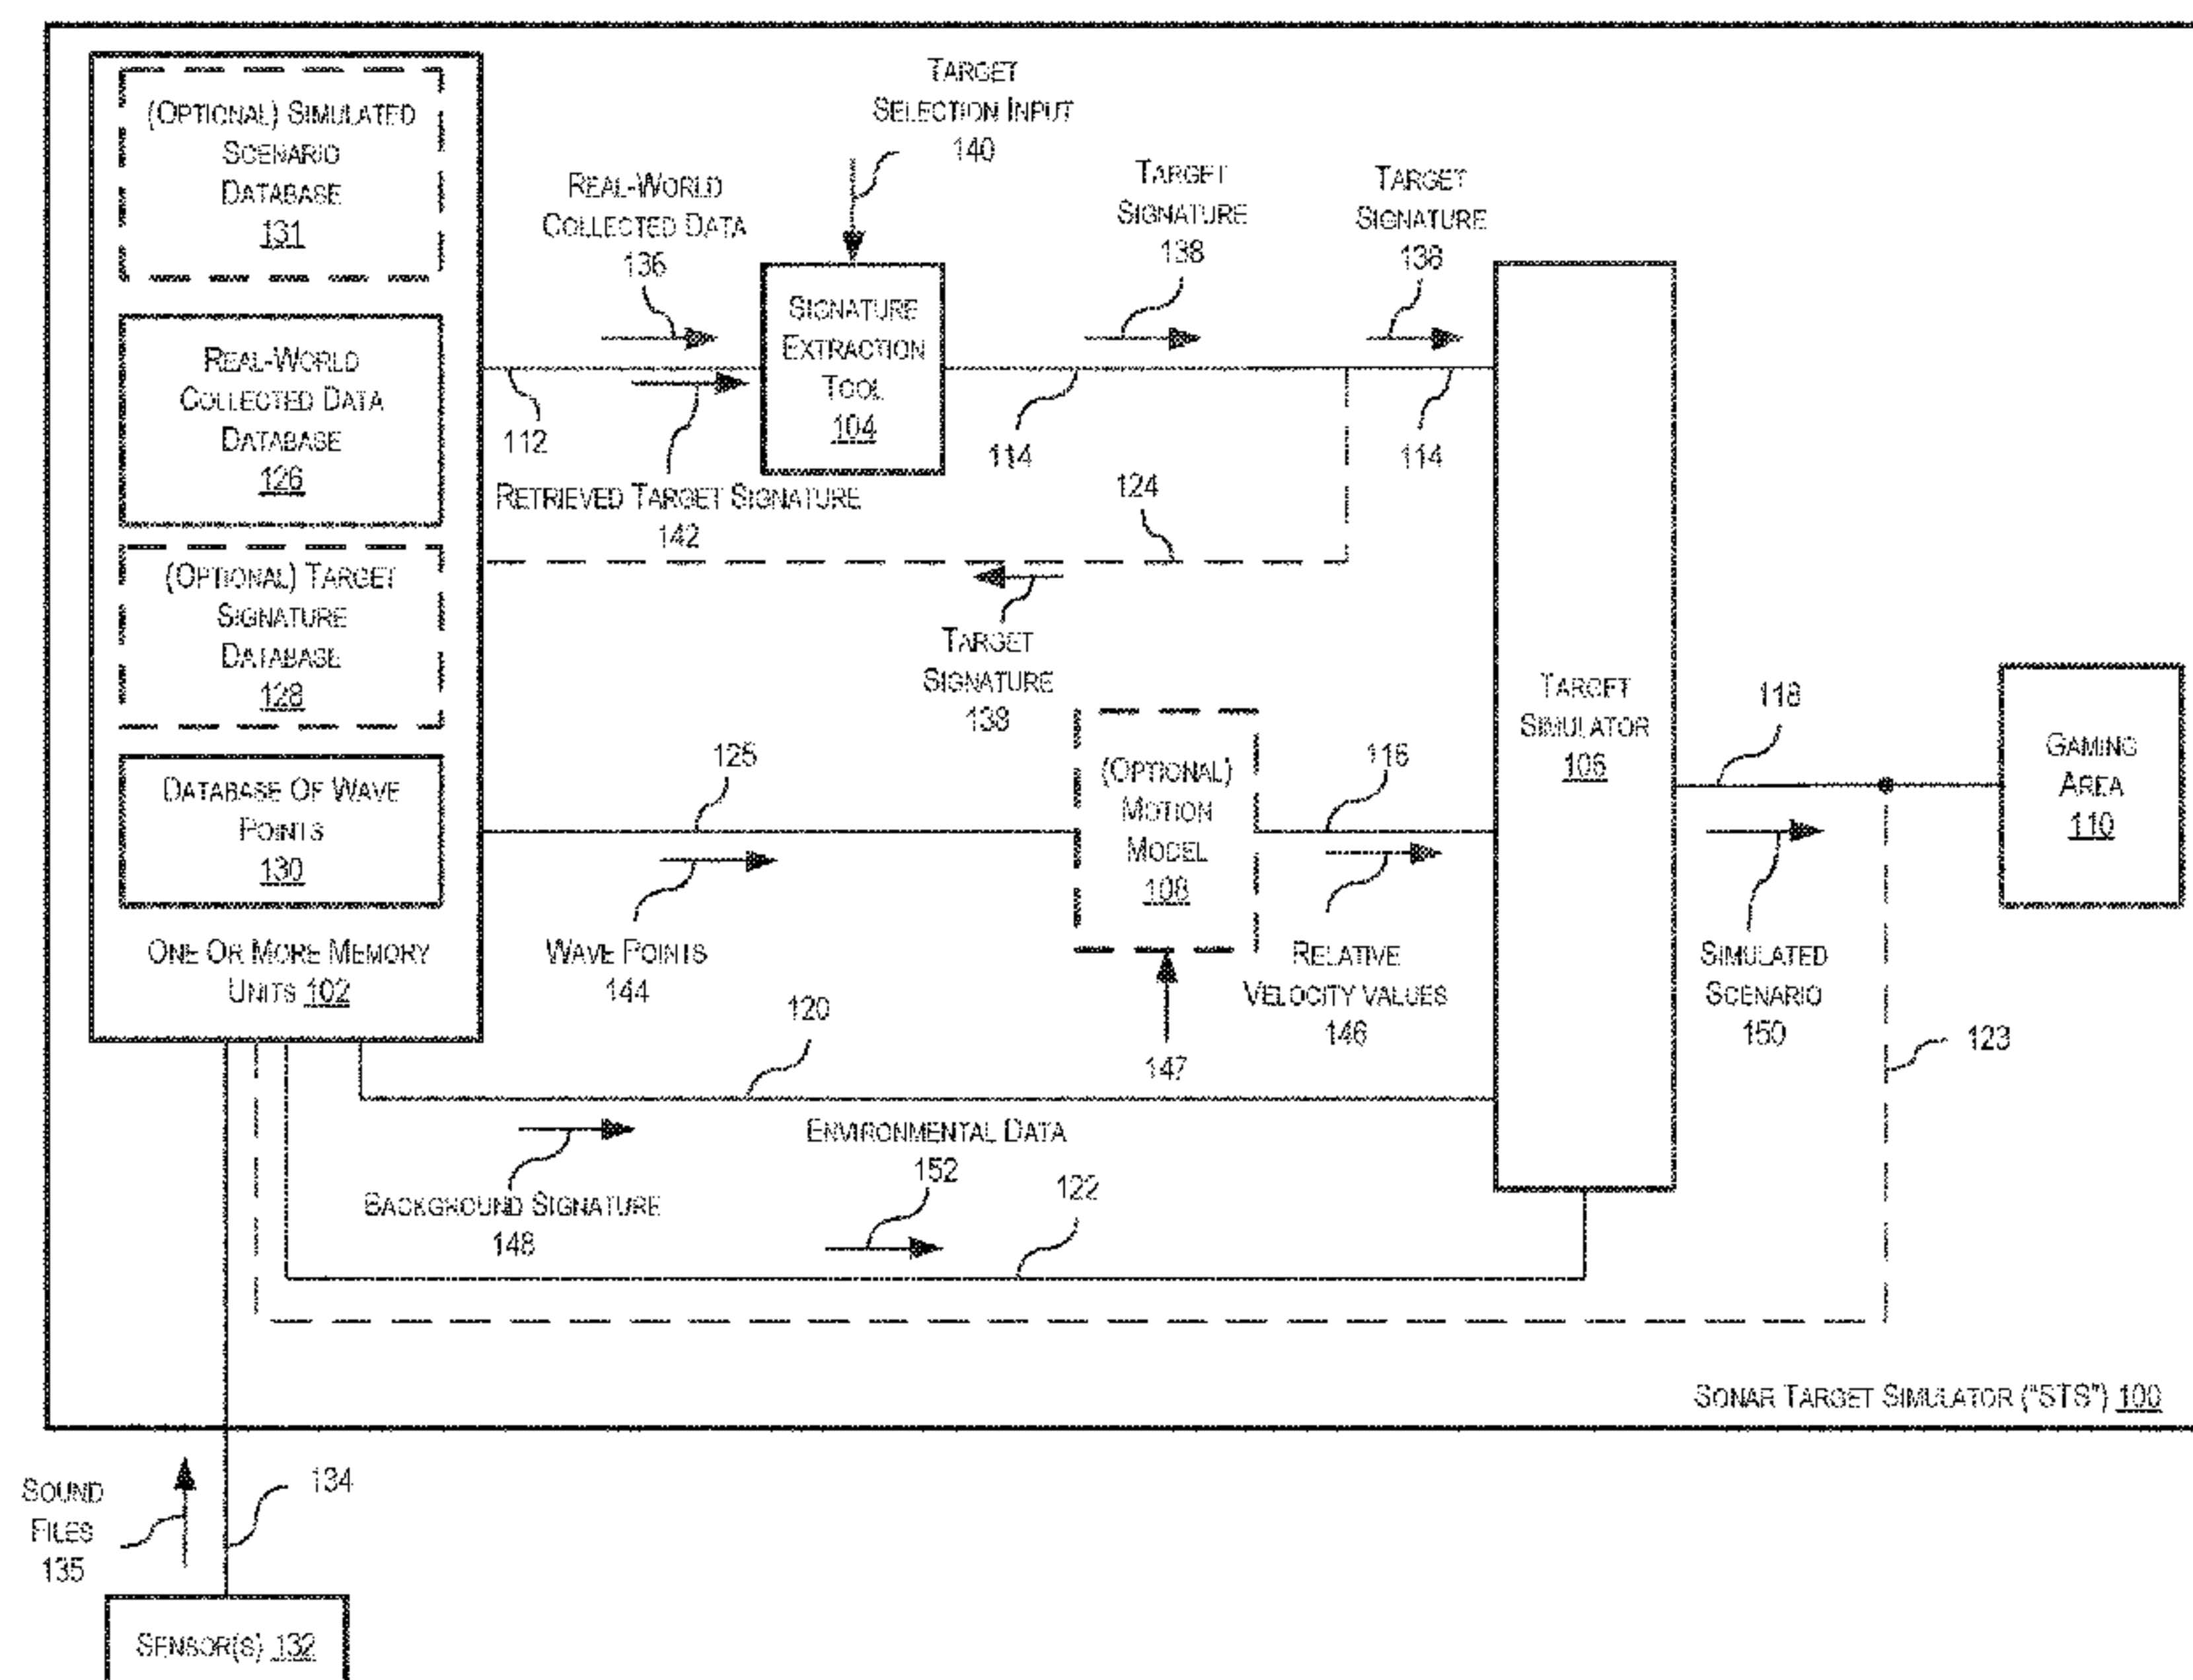 (OPTIONAL) SIMULATED
SCENARIO
DATABASE
131
REAL-WORLD
COLLECTED DATA
DATABASE
126
(OPTIONAL) TARGET
SIGNATURE
DATABASE
128
DATABASE OF WAVE
POINTS
130
ONE OR MORE MEMORY
UNITS 102
TARGET
SELECTION INPUT
140
REAL-WORLD
COLLECTED DATA
136
SIGNATURE
EXTRACTION
TOOL
104
TARGET
SIGNATURE
138
TARGET
SIGNATURE
138
112
114
114
RETRIEVED TARGET SIGNATURE
142
124
TARGET
SIGNATURE
138
125
WAVE POINTS
144
(OPTIONAL)
MOTION
MODEL
108
147
116
RELATIVE
VELOCITY VALUES
146
TARGET
SIMULATOR
106
118
SIMULATED
SCENARIO
150
GAMING
AREA
110
123
120
BACKGROUND SIGNATURE
148
ENVIRONMENTAL DATA
152
122
SONAR TARGET SIMULATOR ("STS") 100
SOUND
FILES
135
134
SENSOR(S) 132